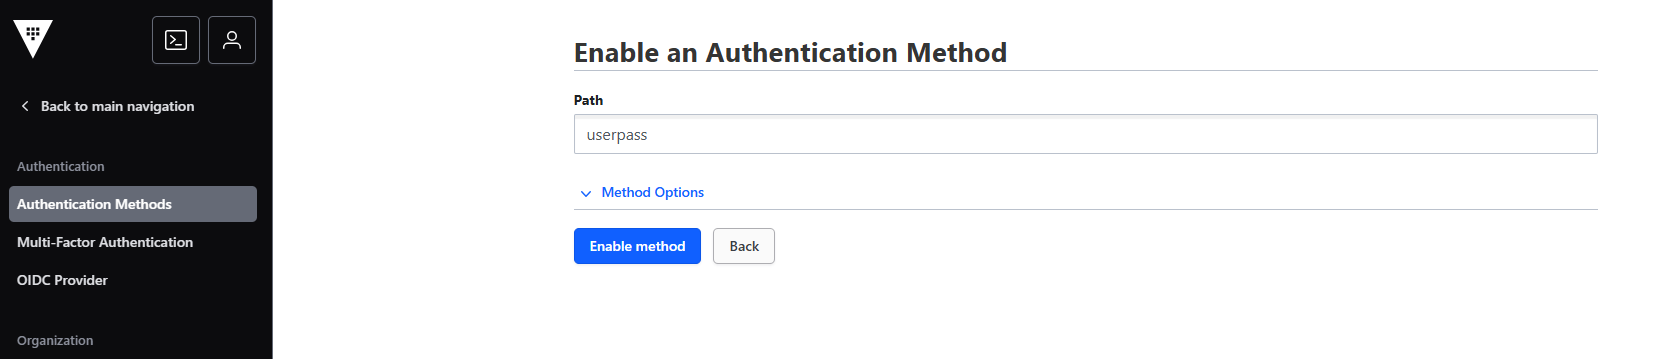 Back to main navigation
Authentication
Authentication Methods
Multi-Factor Authentication
OIDC Provider
Organization
Enable an Authentication Method
Path
userpass
Method Options
Enable method
Back